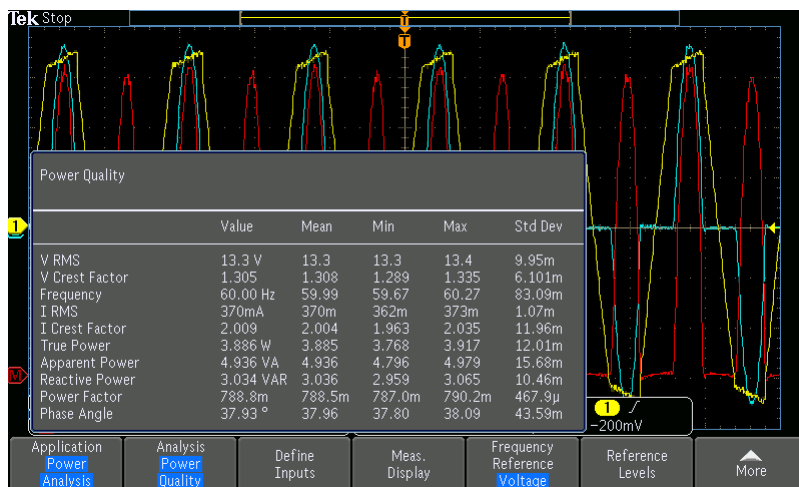 Tek Stop
T
T
1
Power Quality
Value Mean Min Max Std Dev
V RMS 13.3 V 13.3 13.3 13.4 9.95m
V Crest Factor 1.305 1.308 1.289 1.335 6.101m
Frequency 60.00 Hz 59.99 59.67 60.27 83.09m
I RMS 370mA 370m 362m 373m 1.07m
I Crest Factor 2.009 2.004 1.963 2.035 11.96m
True Power 3.886 W 3.885 3.768 3.917 12.01m
Apparent Power 4.936 VA 4.936 4.796 4.979 15.68m
Reactive Power 3.034 VAR 3.036 2.959 3.065 10.46m
Power Factor 788.8m 788.5m 787.0m 790.2m 467.9µ
Phase Angle 37.93 ° 37.96 37.80 38.09 43.59m
M
1
-200mV
Application
Power
Analysis
Analysis
Power
Quality
Define
Inputs
Meas.
Display
Frequency
Reference
Voltage
Reference
Levels
More